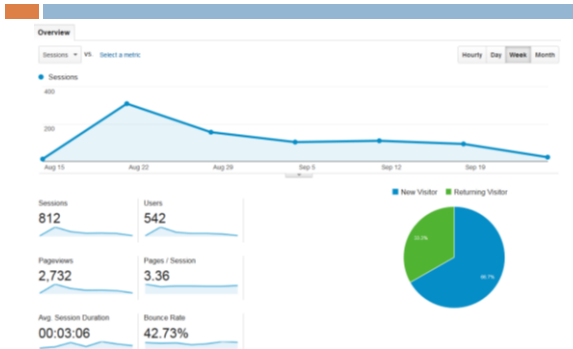 Overview
Sessions VS. Select a metric
Hourly Day Week Month
Sessions
400
200
Aug 15 Aug 22 Aug 29 Sep 5 Sep 12 Sep 19
New Visitor Returning Visitor
Sessions Users
812 542
Pageviews Pages / Session
2,732 3.36
Avg. Session Duration Bounce Rate
00:03:06 42.73%